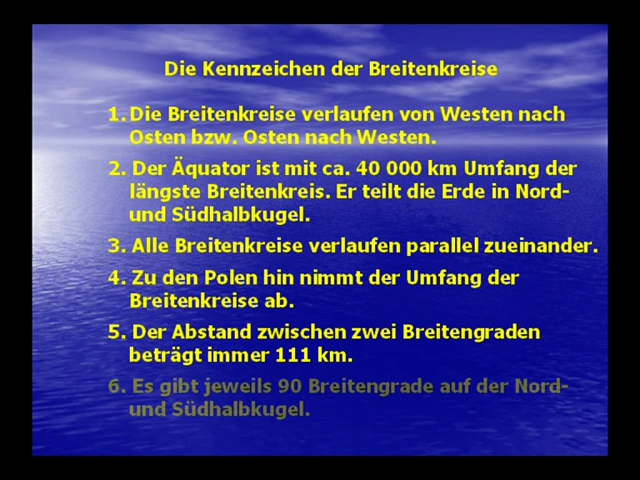 Die Kennzeichen der Breitenkreise
1. Die Breitenkreise verlaufen von Westen nach
Osten bzw. Osten nach Westen.
2. Der Äquator ist mit ca. 40 000 km Umfang der
längste Breitenkreis. Er teilt die Erde in Nord-
und Südhalbkugel.
3. Alle Breitenkreise verlaufen parallel zueinander.
4. Zu den Polen hin nimmt der Umfang der
Breitenkreise ab.
5. Der Abstand zwischen zwei Breitengraden
beträgt immer 111 km.
6. Es gibt jeweils 90 Breitengrade auf der Nord-
und Südhalbkugel.